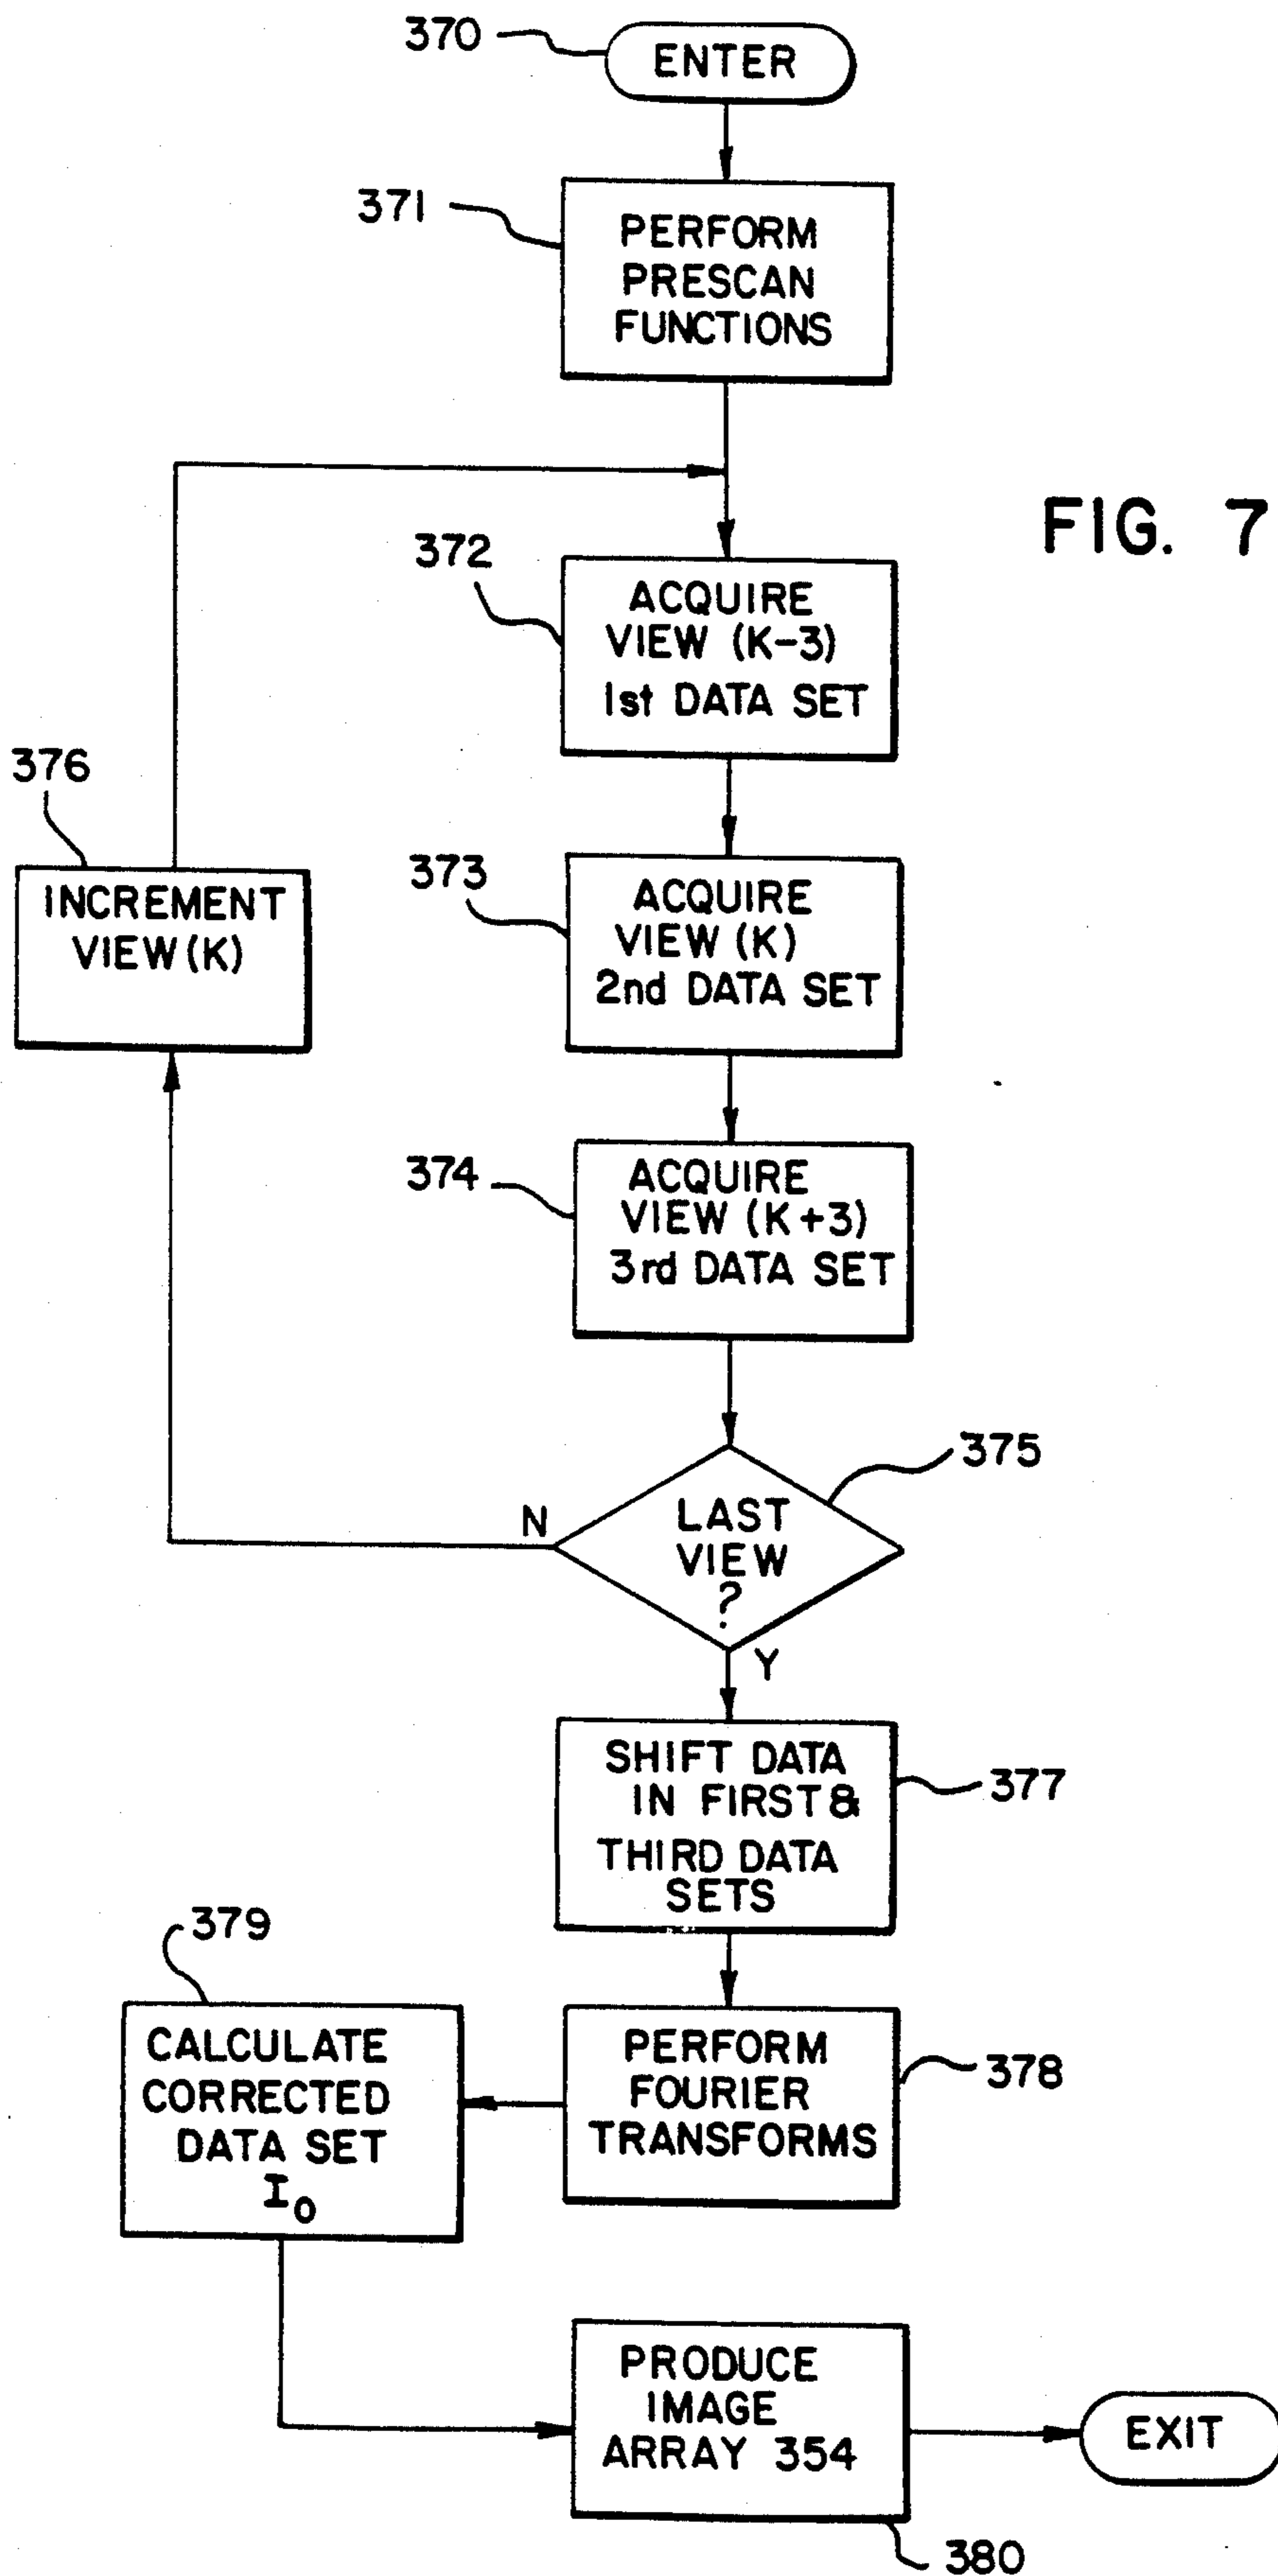 370
ENTER
371
PERFORM
PRESCAN
FUNCTIONS
FIG. 7
372
ACQUIRE
VIEW (K-3)
1st DATA SET
376
INCREMENT
VIEW (K)
373
ACQUIRE
VIEW (K)
2nd DATA SET
374
ACQUIRE
VIEW (K+3)
3rd DATA SET
375
N
LAST
VIEW
?
Y
SHIFT DATA
IN FIRST &
THIRD DATA
SETS
377
379
CALCULATE
CORRECTED
DATA SET
I₀
PERFORM
FOURIER
TRANSFORMS
378
PRODUCE
IMAGE
ARRAY 354
EXIT
380